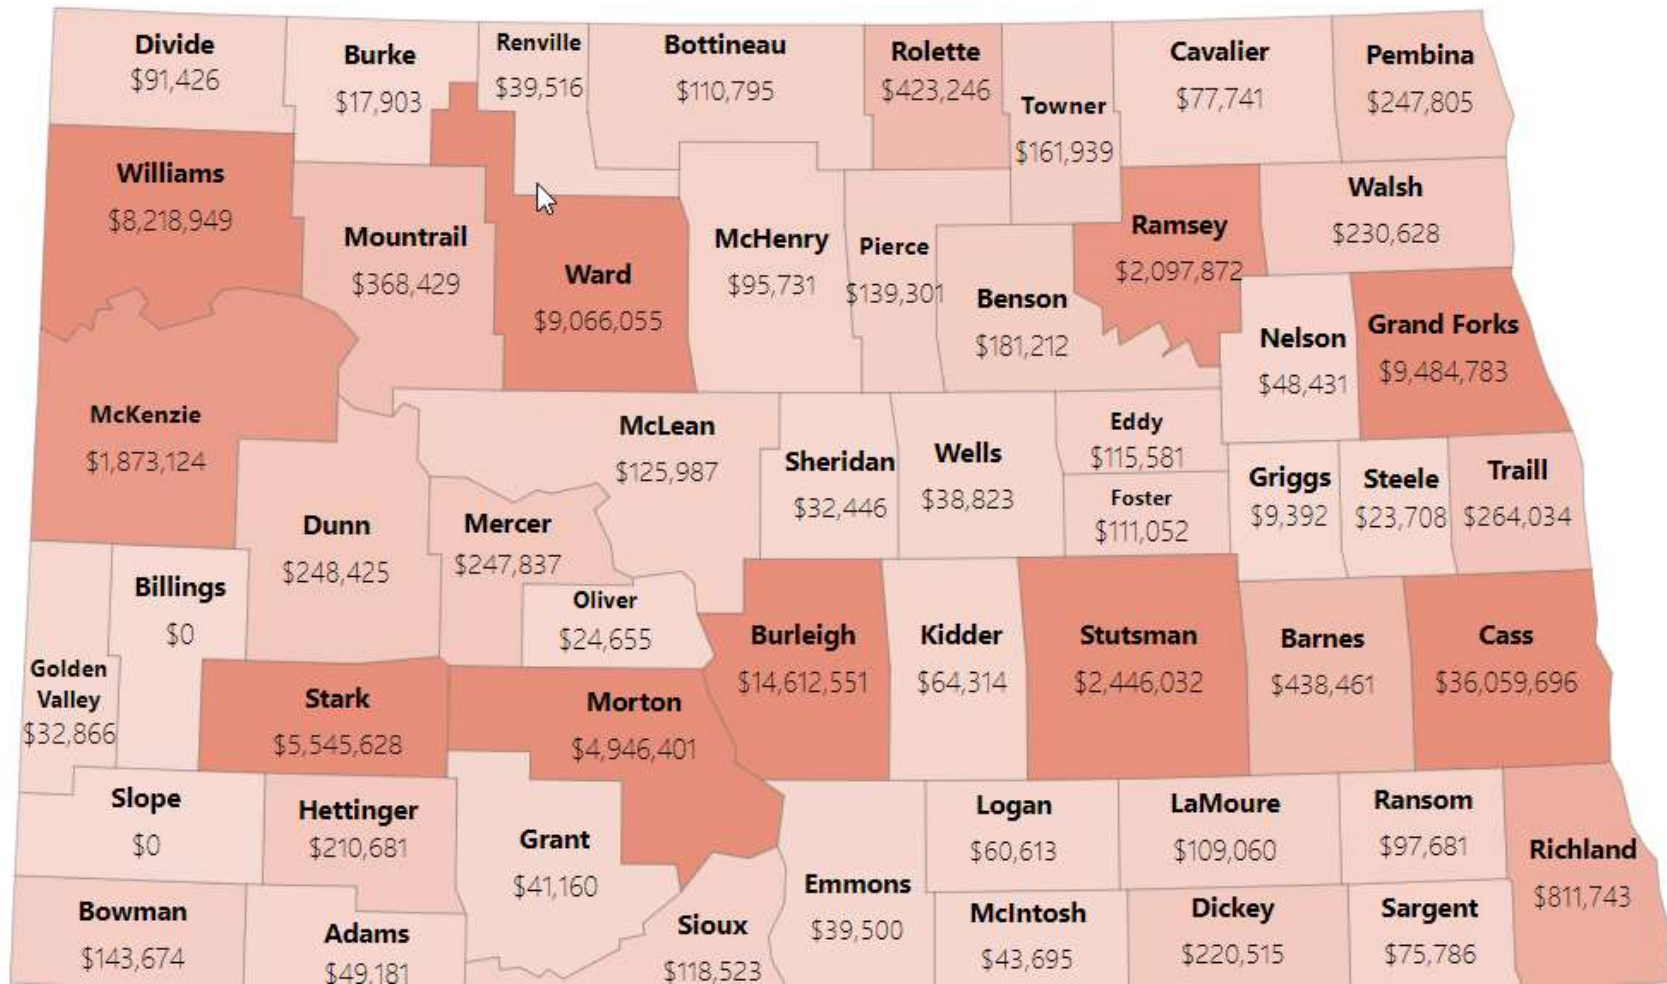 Divide
$91,426
Burke
$17,903
Renville
$39,516
Bottineau
$110,795
Rolette
$423,246
Towner
$161,939
Cavalier
$77,741
Pembina
$247,805
Williams
$8,218,949
Mountrail
$368,429
Ward
$9,066,055
McHenry
$95,731
Pierce
$139,301
Benson
$181,212
Ramsey
$2,097,872
Walsh
$230,628
Nelson
$48,431
Grand Forks
$9,484,783
McKenzie
$1,873,124
Dunn
$248,425
Mercer
$247,837
McLean
$125,987
Sheridan
$32,446
Wells
$38,823
Eddy
$115,581
Foster
$111,052
Griggs
$9,392
Steele
$23,708
Traill
$264,034
Golden
Valley
$32,866
Billings
$0
Oliver
$24,655
Stark
$5,545,628
Morton
$4,946,401
Burleigh
$14,612,551
Kidder
$64,314
Stutsman
$2,446,032
Barnes
$438,461
Cass
$36,059,696
Slope
$0
Hettinger
$210,681
Grant
$41,160
Emmons
$39,500
Logan
$60,613
LaMoure
$109,060
Ransom
$97,681
Richland
$811,743
Bowman
$143,674
Adams
$49,181
Sioux
$118,523
McIntosh
$43,695
Dickey
$220,515
Sargent
$75,786